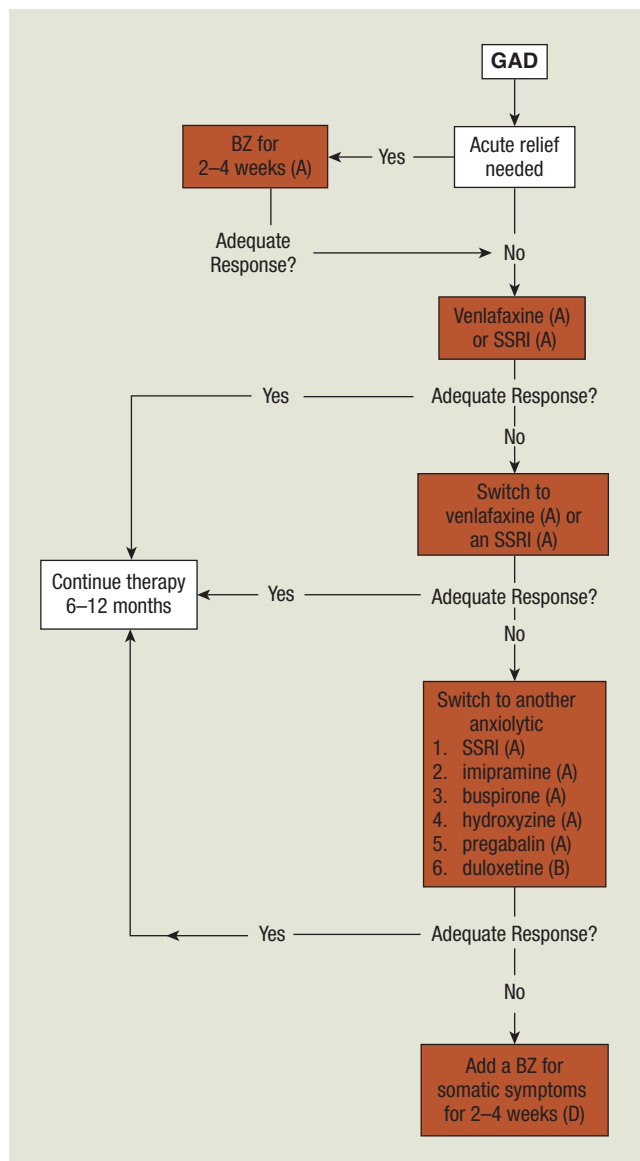 GAD
Acute relief
needed
Yes
BZ for
2–4 weeks (A)
Adequate
Response?
No
Venlafaxine (A)
or SSRI (A)
Adequate Response?
Yes
No
Switch to
venlafaxine (A) or
an SSRI (A)
Continue therapy
6–12 months
Yes
Adequate Response?
No
Switch to another
anxiolytic
1. SSRI (A)
2. imipramine (A)
3. buspirone (A)
4. hydroxyzine (A)
5. pregabalin (A)
6. duloxetine (B)
Yes
Adequate Response?
No
Add a BZ for
somatic symptoms
for 2–4 weeks (D)